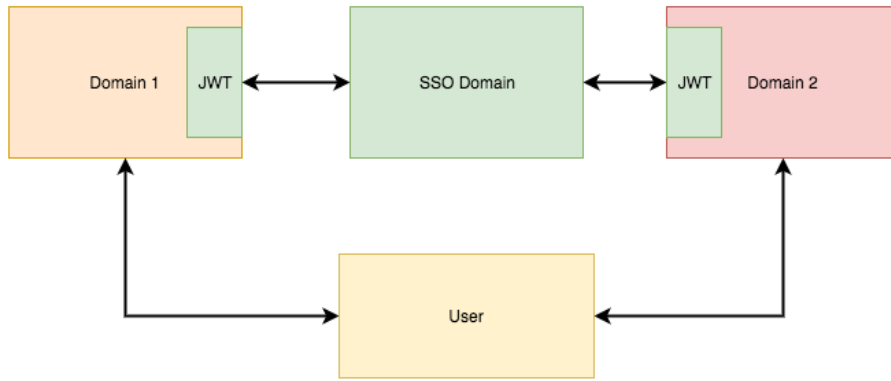 Domain 1
JWT
SSO Domain
JWT
Domain 2
User